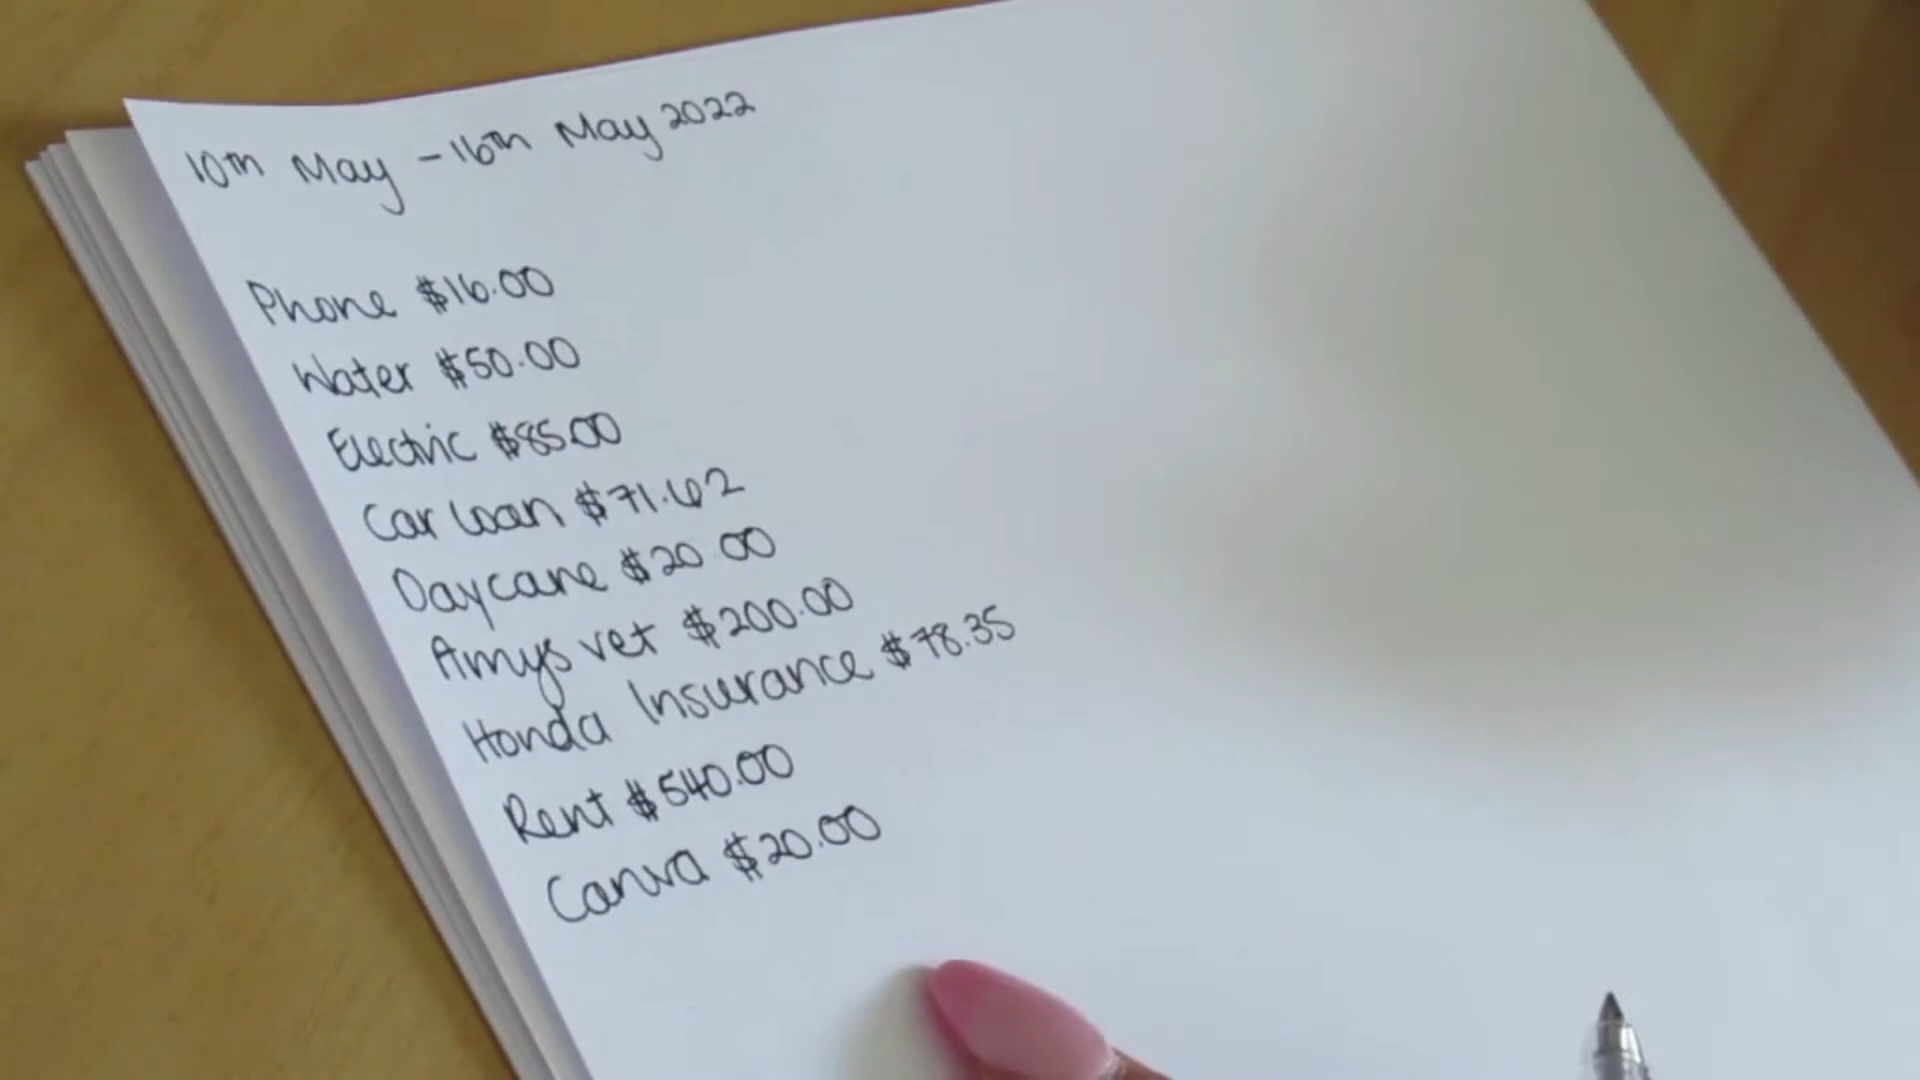 10th May - 16th May 2022
Phone $16.00
Water $50.00
Electric $85.00
Car loan $71.62
Daycare $20.00
Amys vet $200.00
Honda Insurance $78.35
Rent $540.00
Canva $20.00